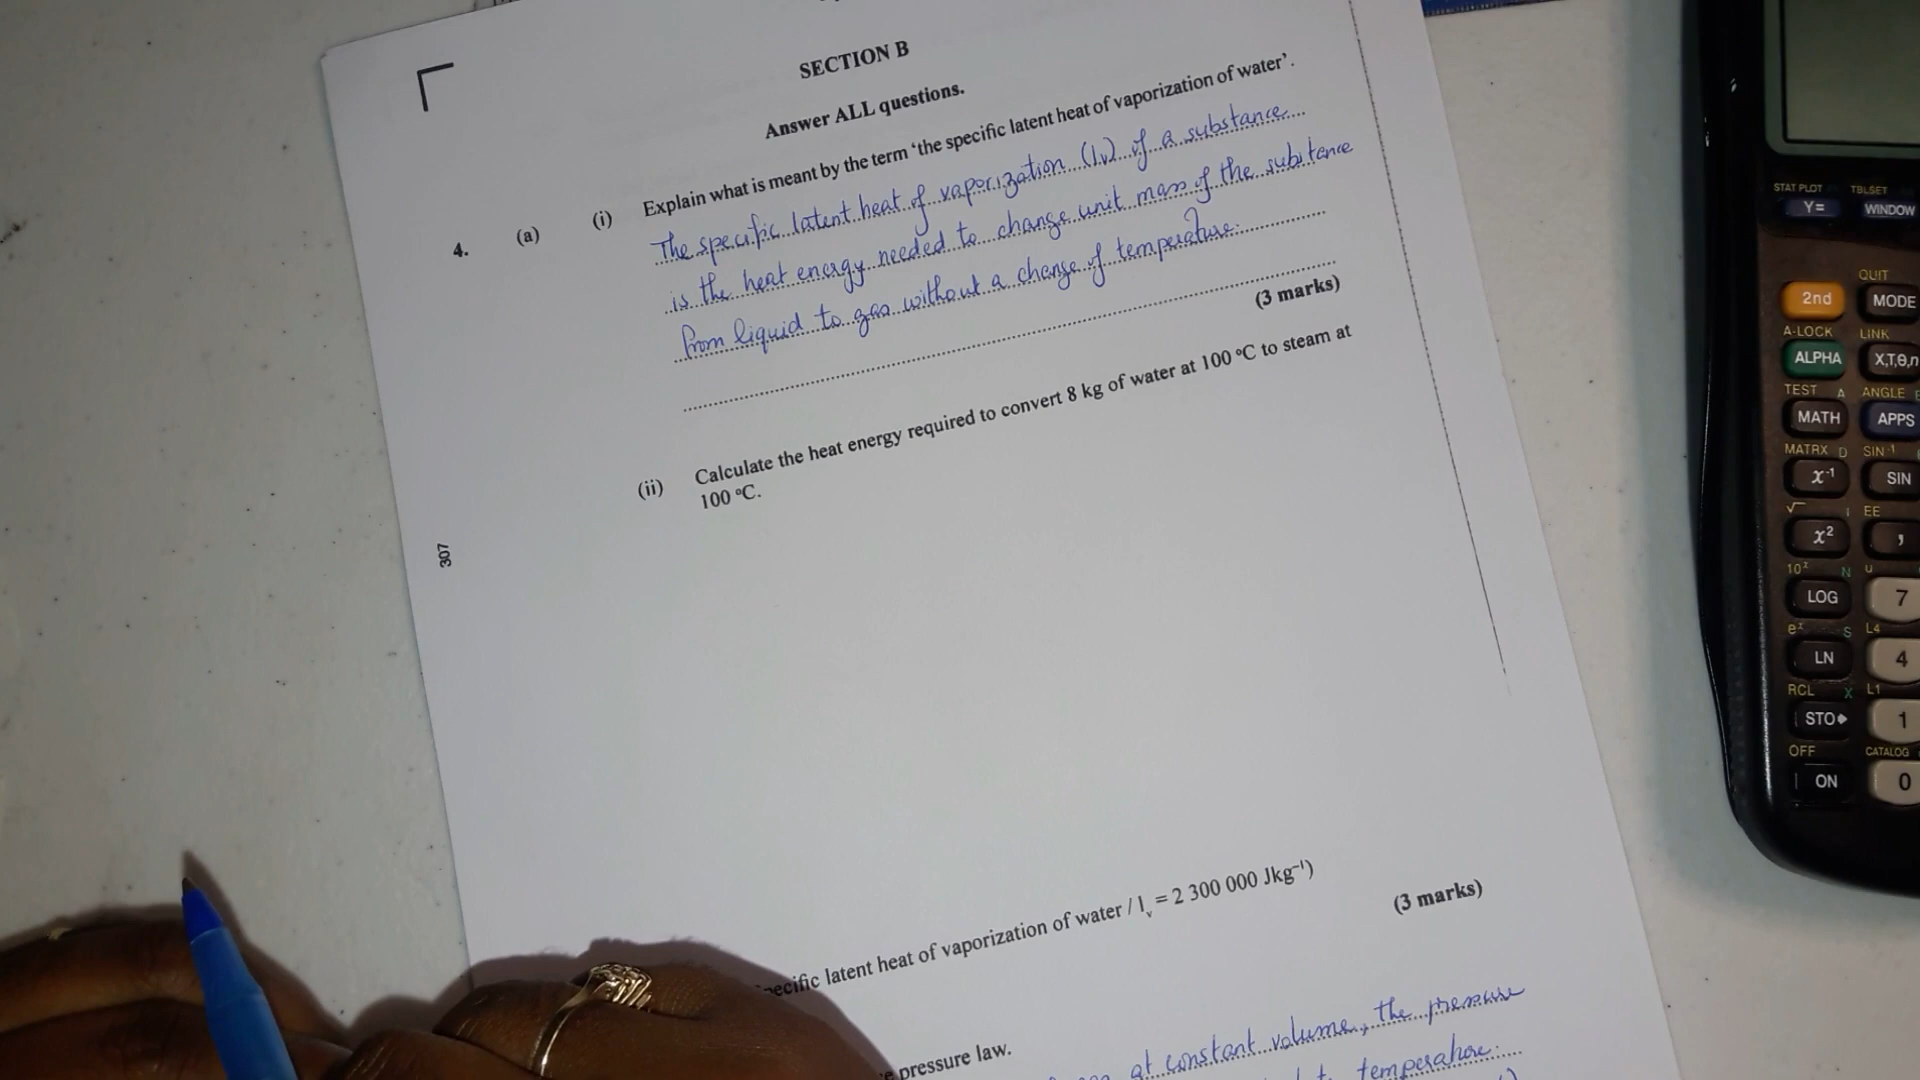 SECTION B
Answer ALL questions.
4. (a) (i) Explain what is meant by the term ‘the specific latent heat of vaporization of water’.
The specific latent heat of vaporization (lv) of a substance
is the heat energy needed to change unit mass of the substance
from liquid to gas without a change of temperature.
(3 marks)
(ii) Calculate the heat energy required to convert 8 kg of water at 100 °C to steam at
100 °C.
307
latent heat of vaporization of water / lv = 2 300 000 Jkg⁻¹)
(3 marks)
at constant volume, the pressure
pressure law.
temperature.
STAT PLOT TBLSET
Y= WINDOW
QUIT
2nd MODE
A-LOCK LINK
ALPHA X,T,θ,n
TEST A ANGLE
MATH APPS
MATRX D SIN⁻¹
x⁻¹ SIN
√ I EE
x² ,
10ˣ N u
LOG 7
eˣ S L4
LN 4
RCL X L1
STO▸ 1
OFF CATALOG
ON 0